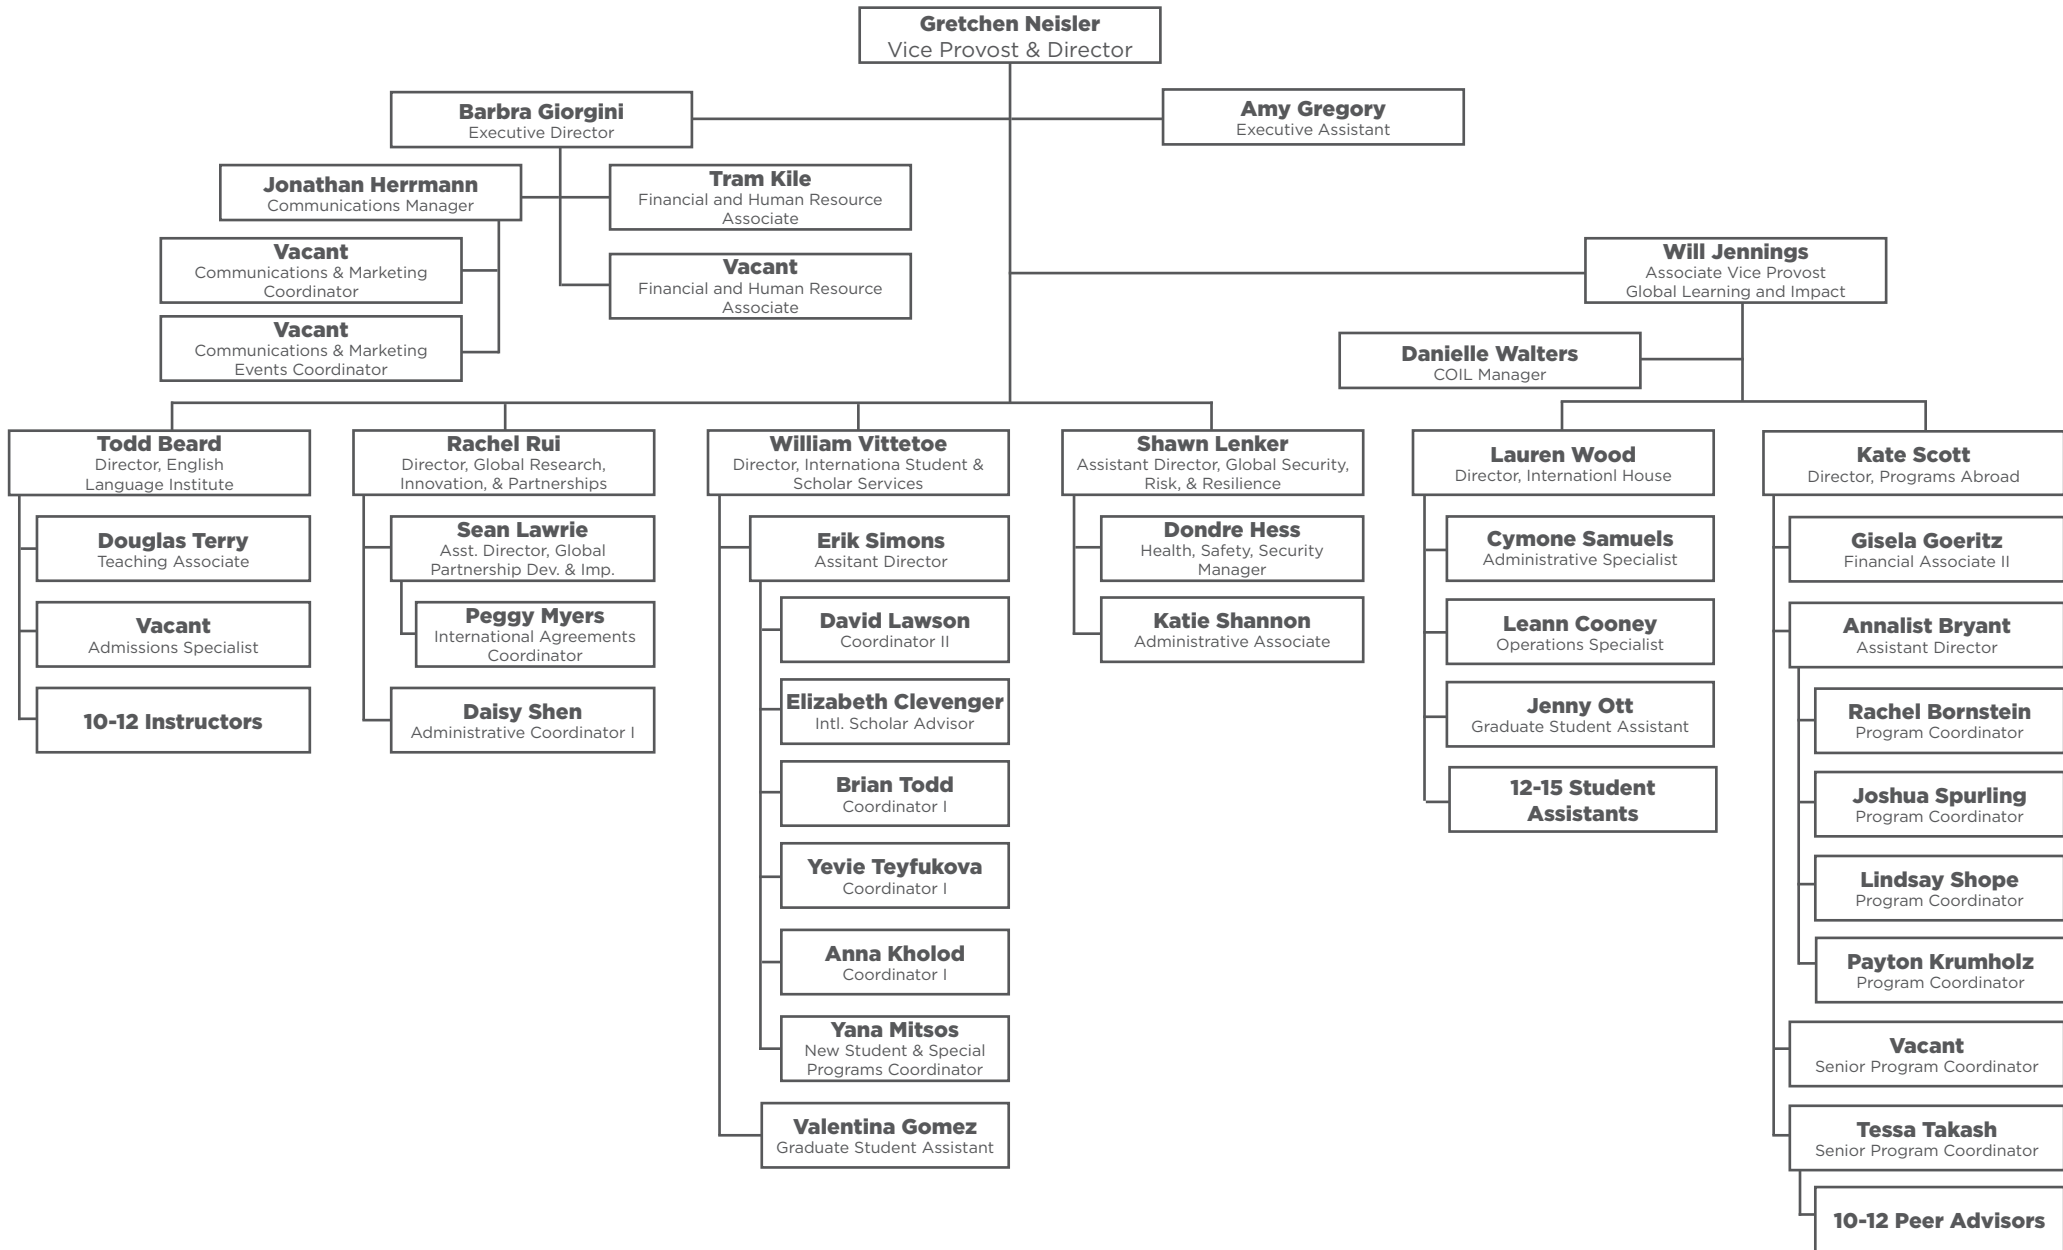 Gretchen Neisler
Vice Provost & Director
Barbra Giorgini
Executive Director
Amy Gregory
Executive Assistant
Jonathan Herrmann
Communications Manager
Tram Kile
Financial and Human Resource
Associate
Vacant
Communications & Marketing
Coordinator
Vacant
Financial and Human Resource
Associate
Vacant
Communications & Marketing
Events Coordinator
Will Jennings
Associate Vice Provost
Global Learning and Impact
Danielle Walters
COIL Manager
Todd Beard
Director, English
Language Institute
Douglas Terry
Teaching Associate
Vacant
Admissions Specialist
10-12 Instructors
Rachel Rui
Director, Global Research,
Innovation, & Partnerships
Sean Lawrie
Asst. Director, Global
Partnership Dev. & Imp.
Peggy Myers
International Agreements
Coordinator
Daisy Shen
Administrative Coordinator I
William Vittetoe
Director, Internationa Student &
Scholar Services
Erik Simons
Assitant Director
David Lawson
Coordinator II
Elizabeth Clevenger
Intl. Scholar Advisor
Brian Todd
Coordinator I
Yevie Teyfukova
Coordinator I
Anna Kholod
Coordinator I
Yana Mitsos
New Student & Special
Programs Coordinator
Valentina Gomez
Graduate Student Assistant
Shawn Lenker
Assistant Director, Global Security,
Risk, & Resilience
Dondre Hess
Health, Safety, Security
Manager
Katie Shannon
Administrative Associate
Lauren Wood
Director, Internationl House
Cymone Samuels
Administrative Specialist
Leann Cooney
Operations Specialist
Jenny Ott
Graduate Student Assistant
12-15 Student
Assistants
Kate Scott
Director, Programs Abroad
Gisela Goeritz
Financial Associate II
Annalist Bryant
Assistant Director
Rachel Bornstein
Program Coordinator
Joshua Spurling
Program Coordinator
Lindsay Shope
Program Coordinator
Payton Krumholz
Program Coordinator
Vacant
Senior Program Coordinator
Tessa Takash
Senior Program Coordinator
10-12 Peer Advisors